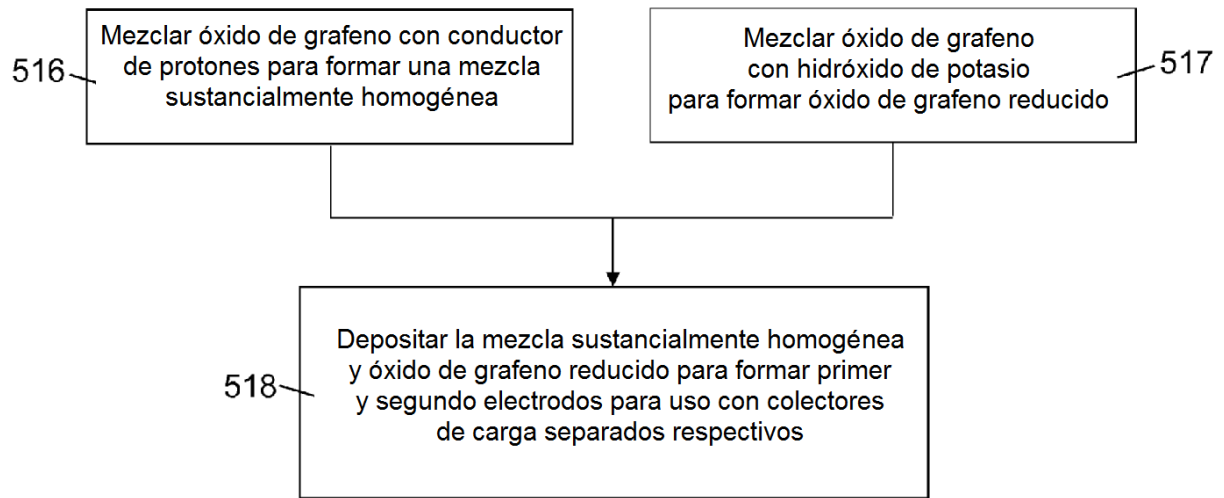 516
Mezclar óxido de grafeno con conductor
de protones para formar una mezcla
sustancialmente homogénea
Mezclar óxido de grafeno
con hidróxido de potasio
para formar óxido de grafeno reducido
517
518
Depositar la mezcla sustancialmente homogénea
y óxido de grafeno reducido para formar primer
y segundo electrodos para uso con colectores
de carga separados respectivos